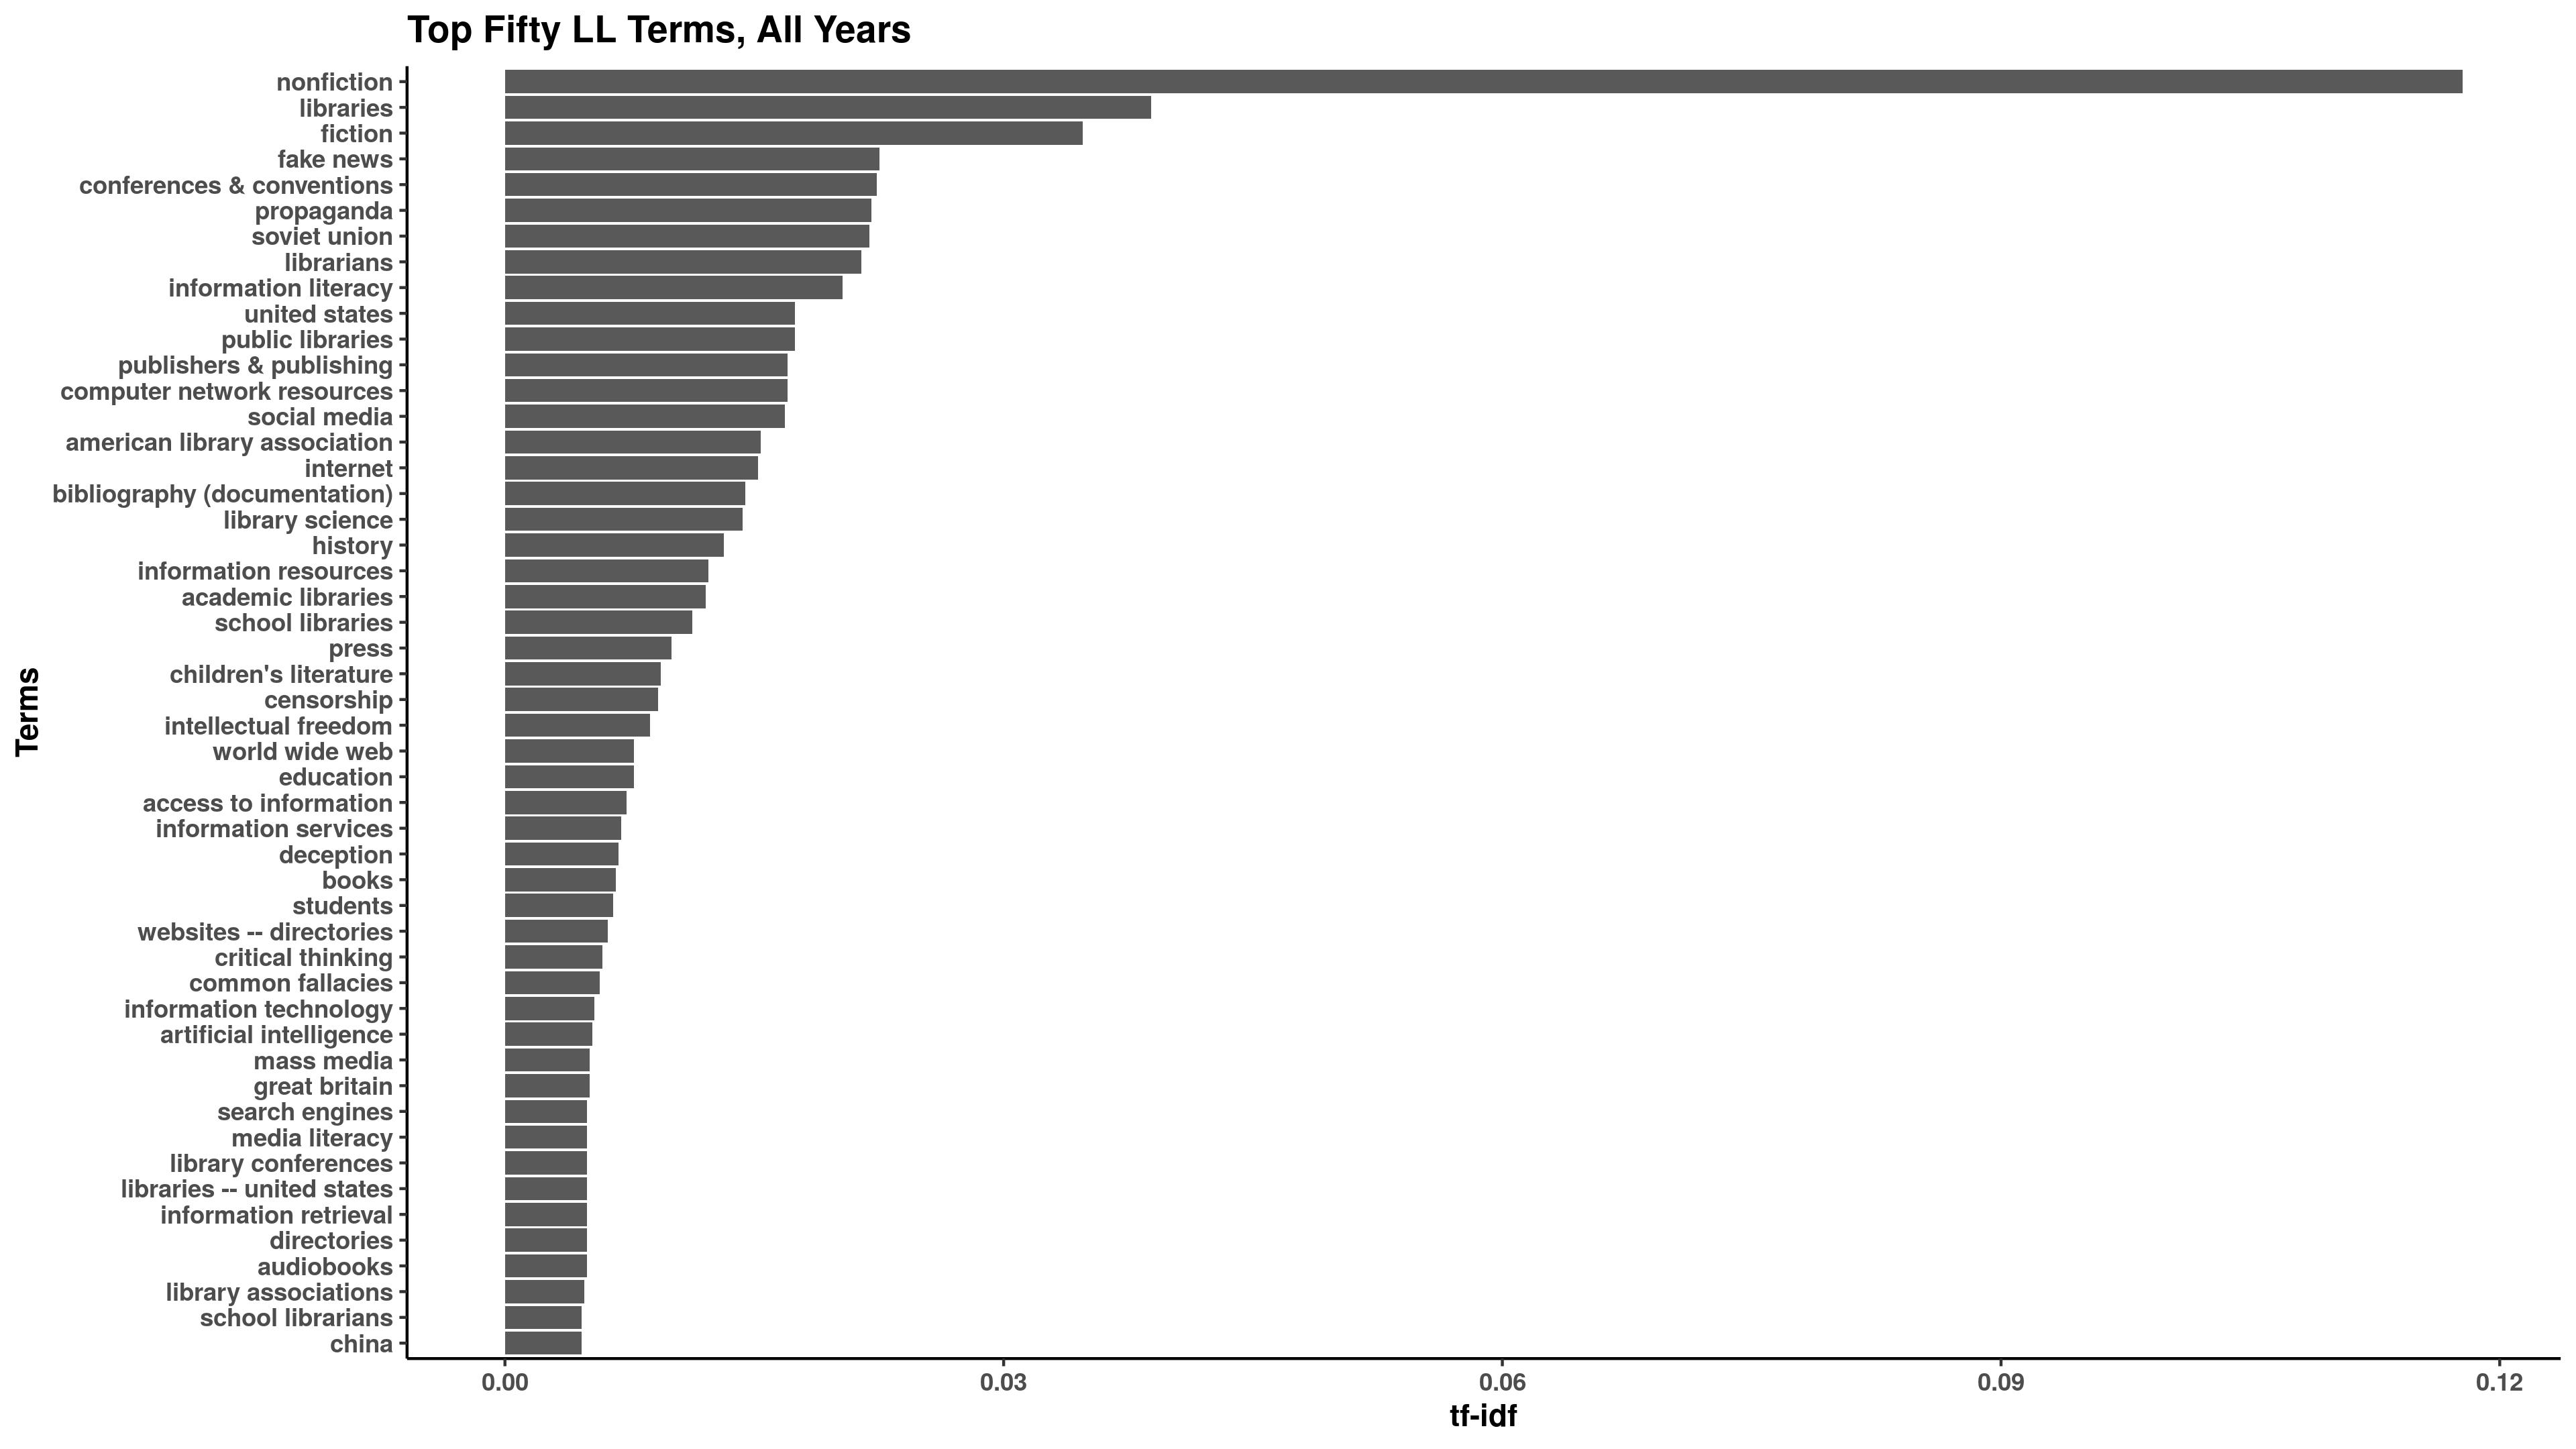 Top Fifty LL Terms, All Years
nonfiction
libraries
fiction
fake news
conferences & conventions
propaganda
soviet union
librarians
information literacy
united states
public libraries
publishers & publishing
computer network resources
social media
american library association
internet
bibliography (documentation)
library science
history
information resources
academic libraries
school libraries
press
children's literature
censorship
intellectual freedom
world wide web
education
access to information
information services
deception
books
students
websites -- directories
critical thinking
common fallacies
information technology
artificial intelligence
mass media
great britain
search engines
media literacy
library conferences
libraries -- united states
information retrieval
directories
audiobooks
library associations
school librarians
china
Terms
0.00 0.03 0.06 0.09 0.12
tf-idf